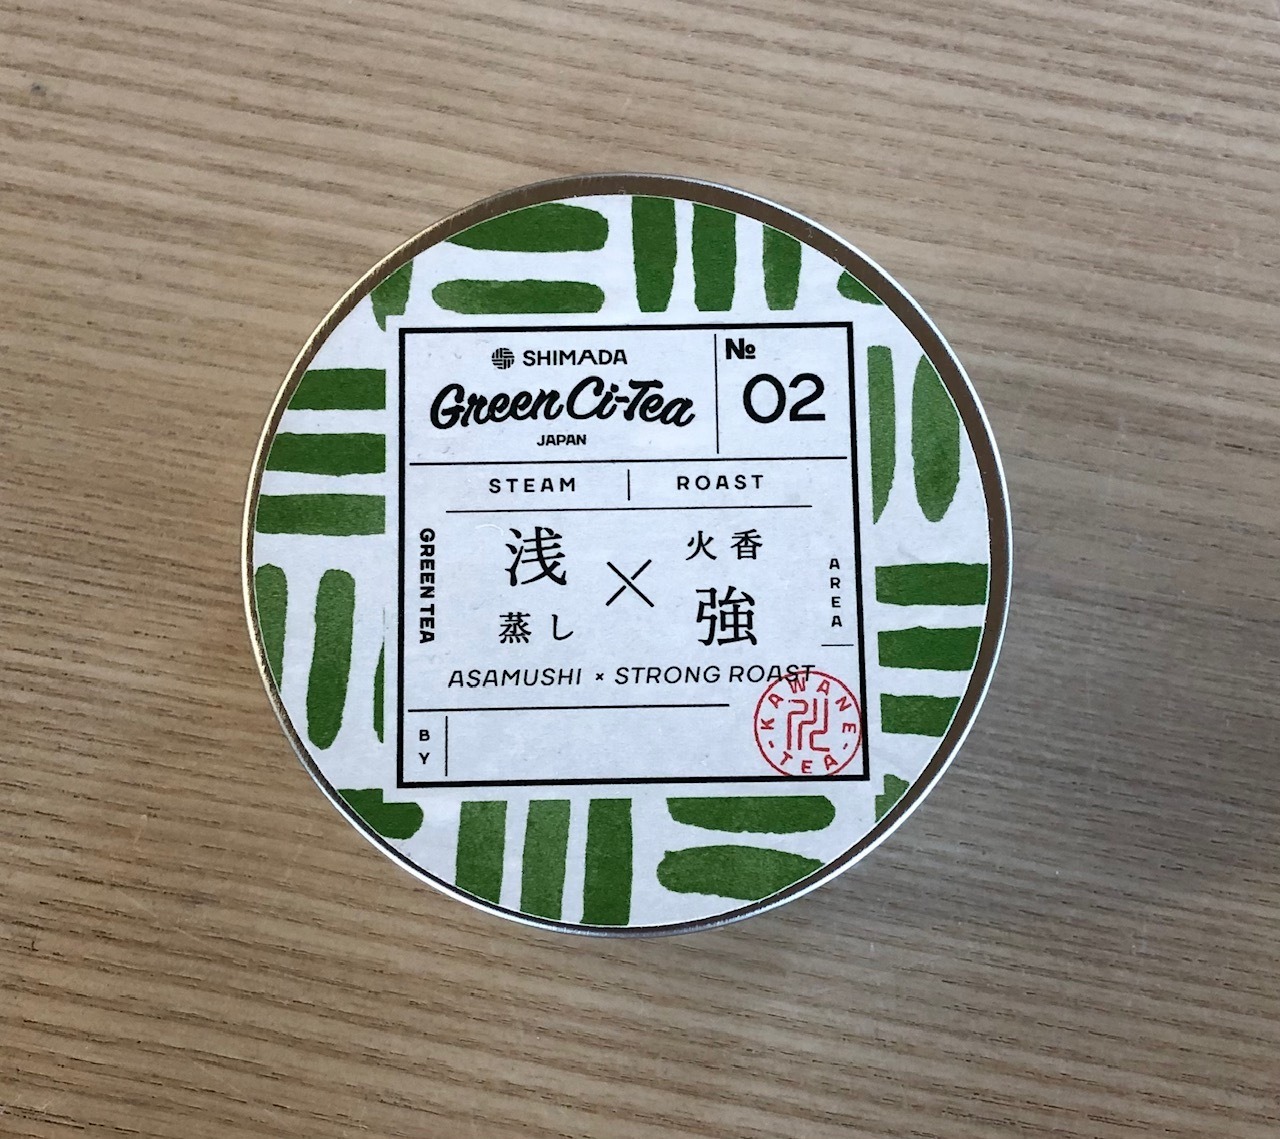 SHIMADA
Green Ci-Tea
JAPAN
№
02
STEAM
ROAST
GREEN TEA
浅
蒸し
×
火香
強
AREA
ASAMUSHI × STRONG ROAST
BY
KAWANE
TEA